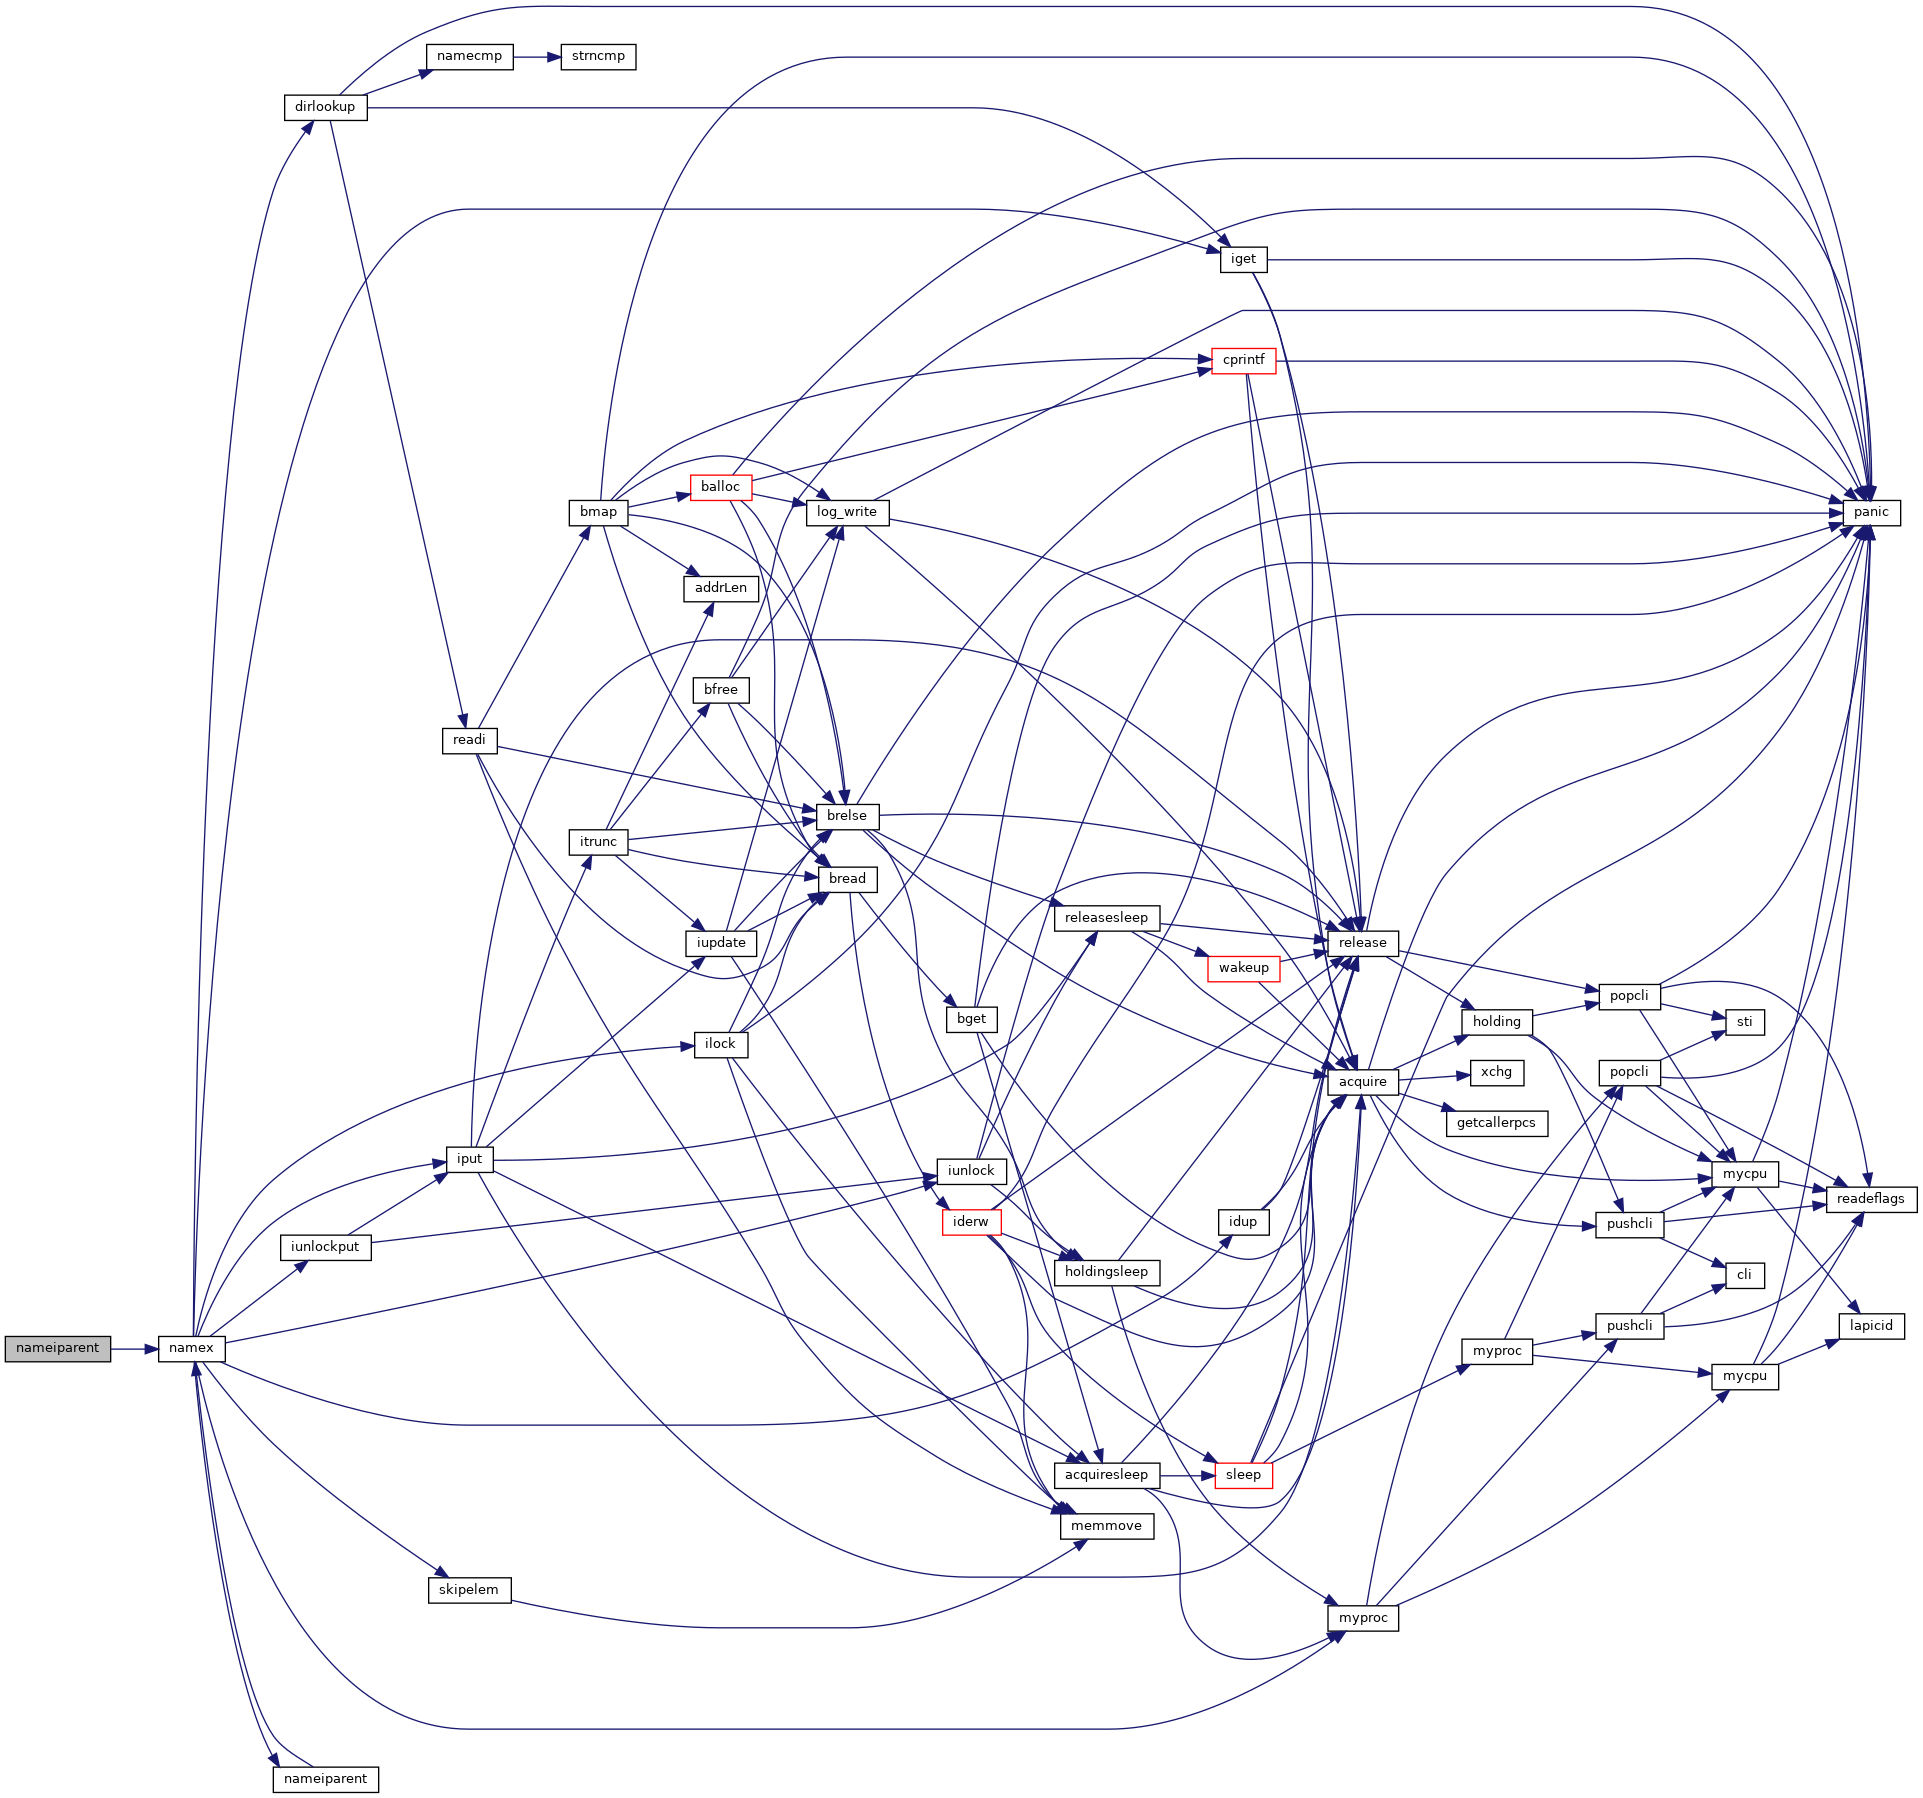 namecmp
strncmp
dirlookup
iget
cprintf
balloc
bmap
log_write
panic
addrLen
bfree
readi
brelse
itrunc
bread
releasesleep
iupdate
release
wakeup
popcli
bget
holding
sti
ilock
xchg
popcli
acquire
getcallerpcs
iput
iunlock
mycpu
readeflags
iderw
idup
pushcli
iunlockput
holdingsleep
cli
pushcli
lapicid
nameiparent
namex
myproc
mycpu
acquiresleep
sleep
memmove
skipelem
myproc
nameiparent